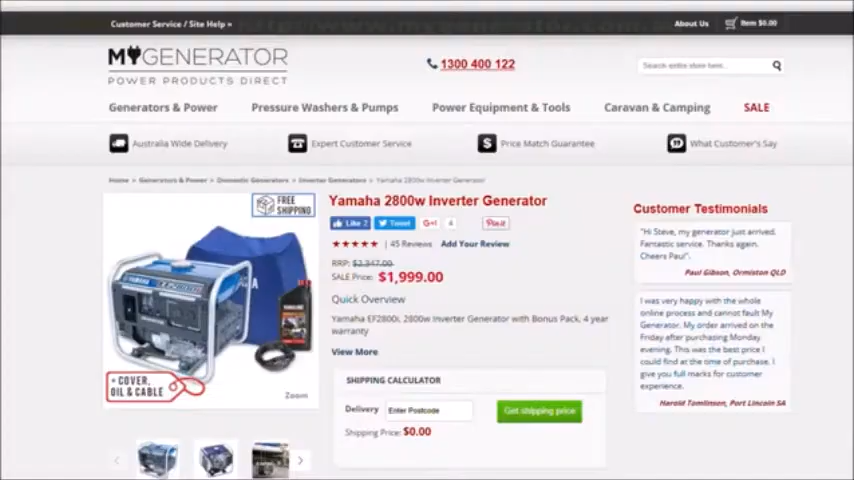 Customer Service / Site Help »
About Us
Item $0.00
MYGENERATOR
POWER PRODUCTS DIRECT
1300 400 122
Search entire store here...
Generators & Power
Pressure Washers & Pumps
Power Equipment & Tools
Caravan & Camping
SALE
Australia Wide Delivery
Expert Customer Service
Price Match Guarantee
What Customer's Say
Home > Generators & Power > Domestic Generators > Inverter Generators > Yamaha 2800w Inverter Generator
FREE
SHIPPING
Yamaha 2800w Inverter Generator
Like 2
Tweet
G+1
4
Pin it
45 Reviews
Add Your Review
RRP: $2,347.00
SALE Price: $1,999.00
Quick Overview
Yamaha EF2800i, 2800w Inverter Generator with Bonus Pack, 4 year
warranty
View More
+ COVER,
OIL & CABLE
Zoom
SHIPPING CALCULATOR
Delivery
Enter Postcode
Get shipping price
Shipping Price: $0.00
Customer Testimonials
"Hi Steve, my generator just arrived.
Fantastic service. Thanks again.
Cheers Paul".
Paul Gibson, Ormiston QLD
I was very happy with the whole
online process and cannot fault My
Generator. My order arrived on the
Friday after purchasing Monday
evening. This was the best price I
could find at the time of purchase. I
give you full marks for customer
experience.
Harold Tomlinson, Port Lincoln SA